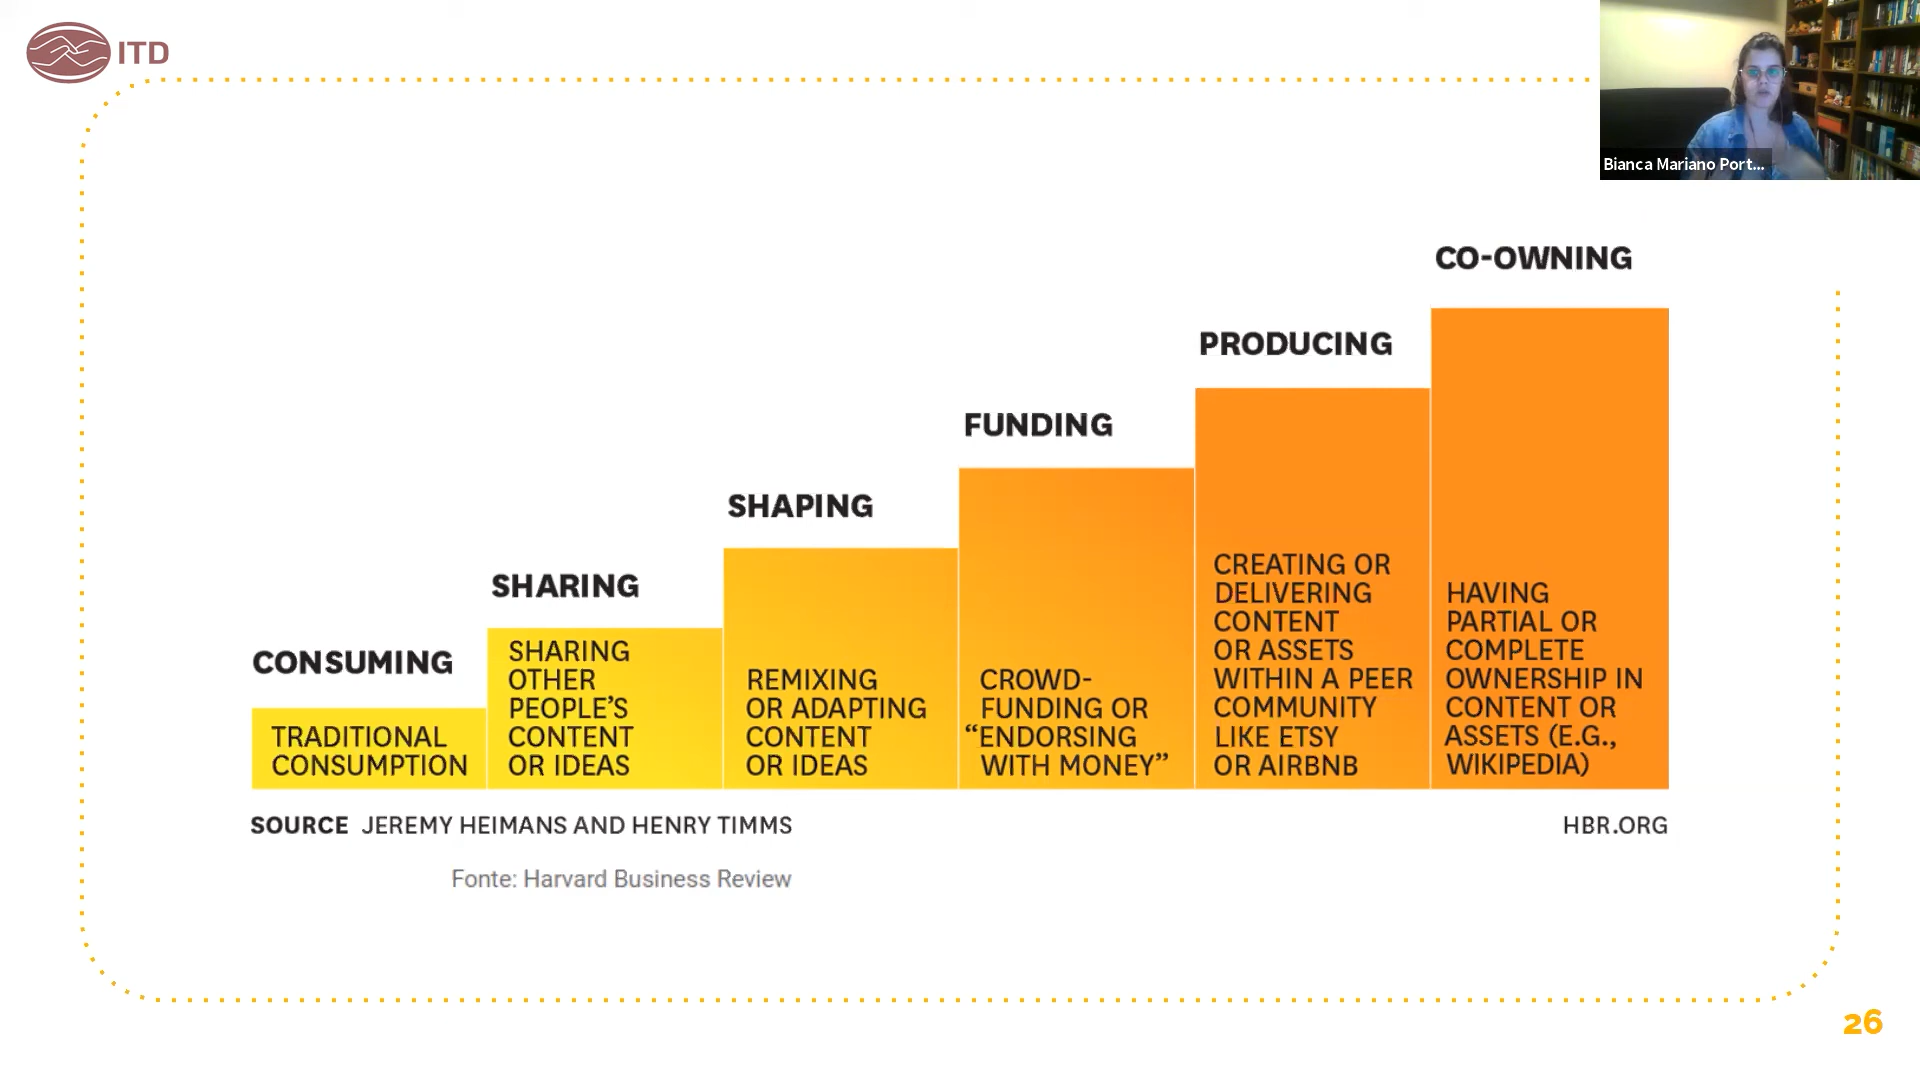 ITD
Bianca Mariano Port...
CO-OWNING
PRODUCING
FUNDING
SHAPING
SHARING
CONSUMING
TRADITIONAL
CONSUMPTION
SHARING
OTHER
PEOPLE’S
CONTENT
OR IDEAS
REMIXING
OR ADAPTING
CONTENT
OR IDEAS
CROWD-
FUNDING OR
“ENDORSING
WITH MONEY”
CREATING OR
DELIVERING
CONTENT
OR ASSETS
WITHIN A PEER
COMMUNITY
LIKE ETSY
OR AIRBNB
HAVING
PARTIAL OR
COMPLETE
OWNERSHIP IN
CONTENT OR
ASSETS (E.G.,
WIKIPEDIA)
SOURCE JEREMY HEIMANS AND HENRY TIMMS
HBR.ORG
Fonte: Harvard Business Review
26